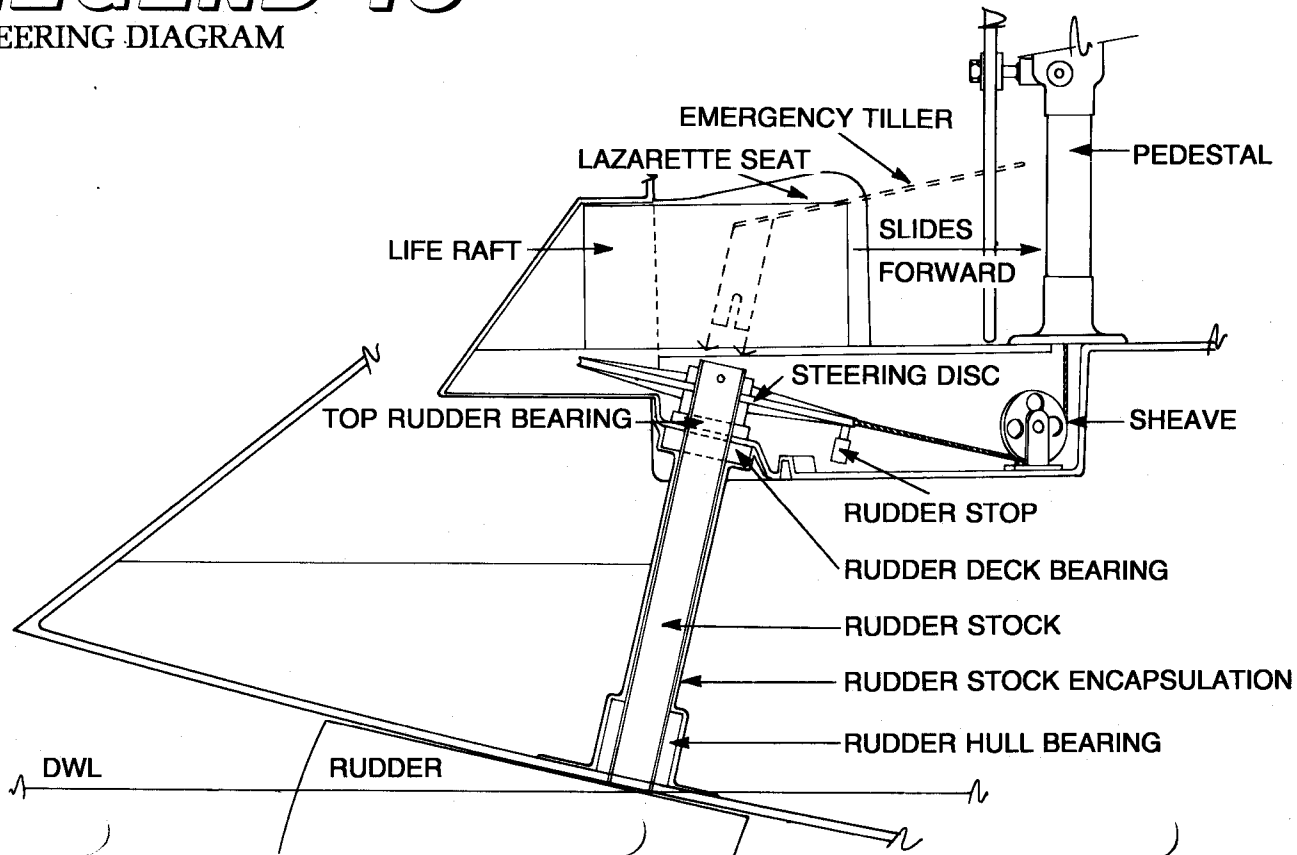 STEERING DIAGRAM
EMERGENCY TILLER
LAZARETTE SEAT
PEDESTAL
LIFE RAFT
SLIDES
FORWARD
STEERING DISC
TOP RUDDER BEARING
SHEAVE
RUDDER STOP
RUDDER DECK BEARING
RUDDER STOCK
RUDDER STOCK ENCAPSULATION
RUDDER HULL BEARING
DWL
RUDDER